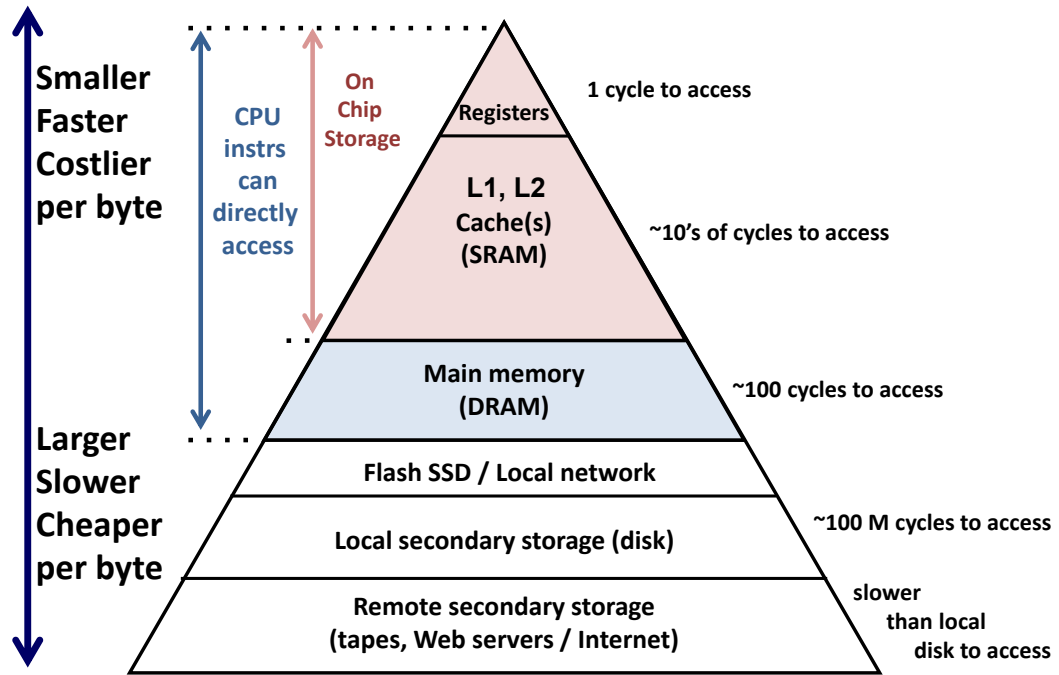 Smaller
Faster
Costlier
per byte
Larger
Slower
Cheaper
per byte
CPU
instrs
can
directly
access
On
Chip
Storage
Registers
1 cycle to access
L1, L2
Cache(s)
(SRAM)
~10’s of cycles to access
Main memory
(DRAM)
~100 cycles to access
Flash SSD / Local network
Local secondary storage (disk)
~100 M cycles to access
Remote secondary storage
(tapes, Web servers / Internet)
slower
than local
disk to access